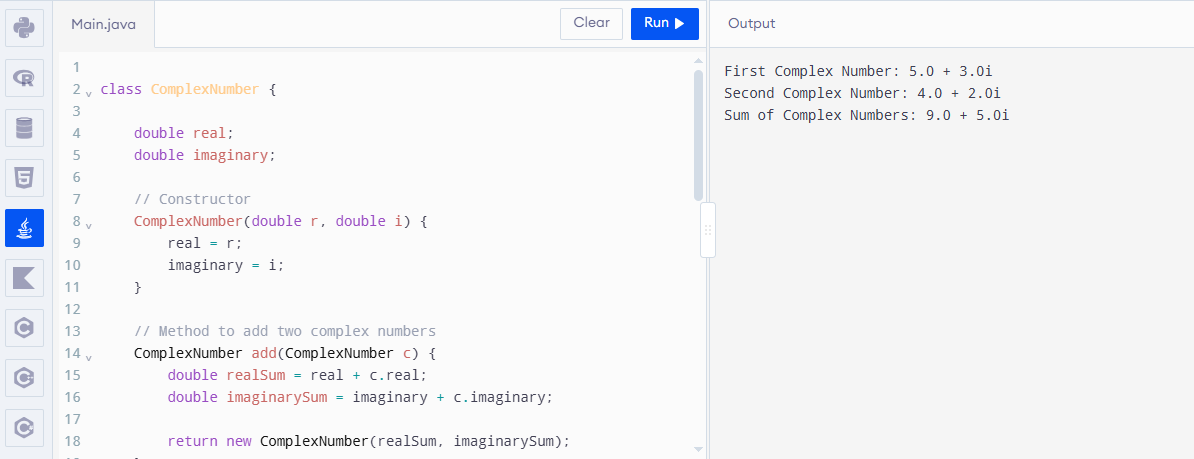 Main.java
Clear
Run
Output
1
2 class ComplexNumber {
3
4 double real;
5 double imaginary;
6
7 // Constructor
8 ComplexNumber(double r, double i) {
9 real = r;
10 imaginary = i;
11 }
12
13 // Method to add two complex numbers
14 ComplexNumber add(ComplexNumber c) {
15 double realSum = real + c.real;
16 double imaginarySum = imaginary + c.imaginary;
17
18 return new ComplexNumber(realSum, imaginarySum);
First Complex Number: 5.0 + 3.0i
Second Complex Number: 4.0 + 2.0i
Sum of Complex Numbers: 9.0 + 5.0i